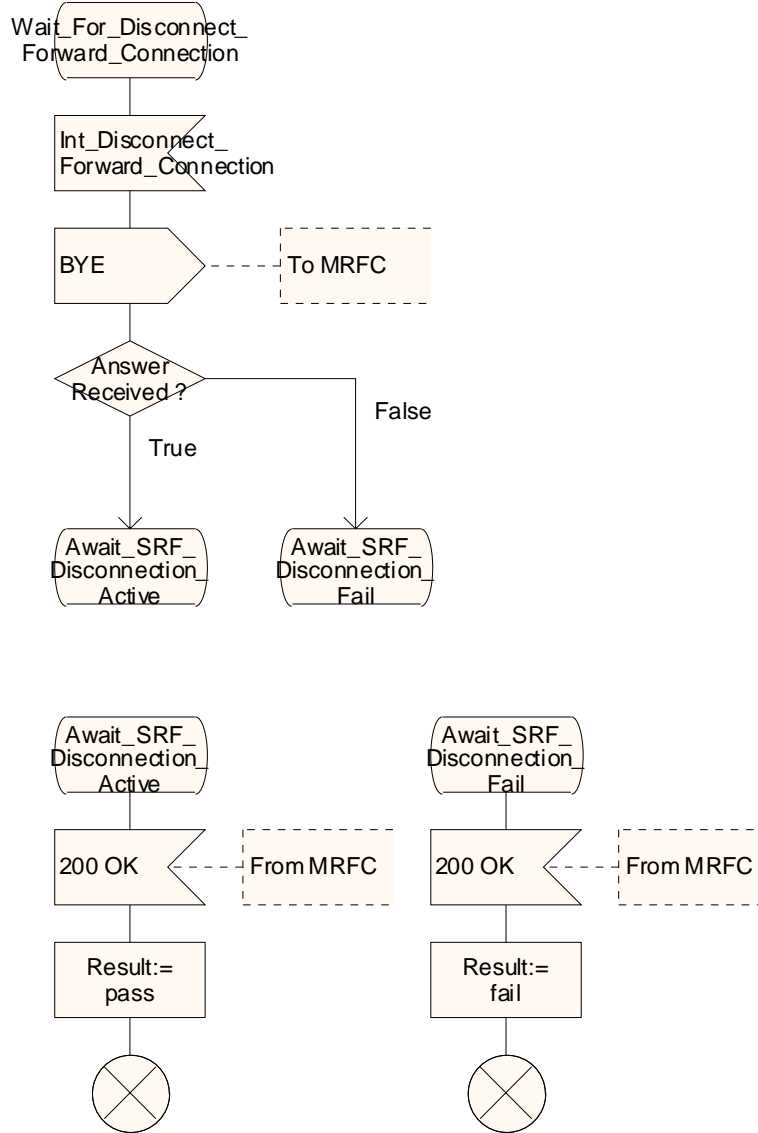 Wait_For_Disconnect_
Forward_Connection
Int_Disconnect_
Forward_Connection
BYE
To MRFC
Answer
Received ?
False
True
Await_SRF_
Disconnection_
Active
Await_SRF_
Disconnection_
Fail
Await_SRF_
Disconnection_
Active
Await_SRF_
Disconnection_
Fail
200 OK
From MRFC
200 OK
From MRFC
Result:=
pass
Result:=
fail